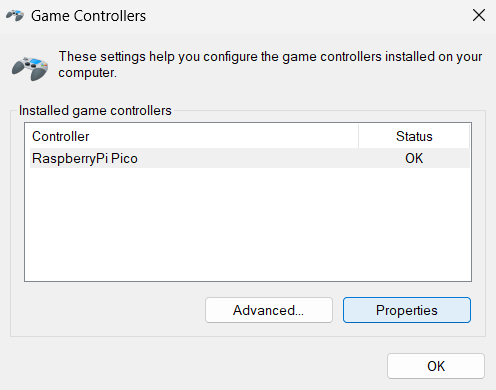 Game Controllers
These settings help you configure the game controllers installed on your
computer.
Installed game controllers
Controller Status
RaspberryPi Pico OK
Advanced... Properties
OK